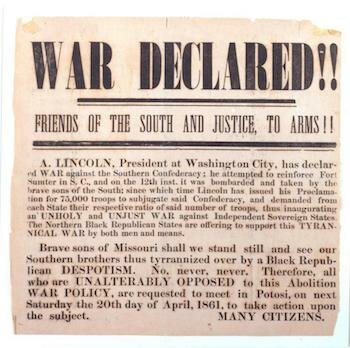 WAR DECLARED!!
FRIENDS OF THE SOUTH AND JUSTICE, TO ARMS!!
A. LINCOLN, President at Washington City, has declar-
ed WAR against the Southern Confederacy; he attempted to reinforce Fort
Sumter in S. C., and on the 12th inst. it was bombarded and taken by the
brave sons of the South; since which time Lincoln has issued his Proclama-
tion for 75,000 troops to subjugate said Confederacy, and demanded from
each State their respective ratio of said number of troops, thus inaugurating
an UNHOLY and UNJUST WAR against Independent Sovereign States.
The Northern Black Republican States are offering to support this TYRAN-
NICAL WAR by both men and means.
Brave sons of Missouri shall we stand still and see our
Southern brothers thus tyrannized over by a Black Repub-
lican DESPOTISM. No, never, never. Therefore, all
who are UNALTERABLY OPPOSED to this Abolition
WAR POLICY, are requested to meet in Potosi, on next
Saturday the 20th day of April, 1861, to take action upon
the subject. MANY CITIZENS.